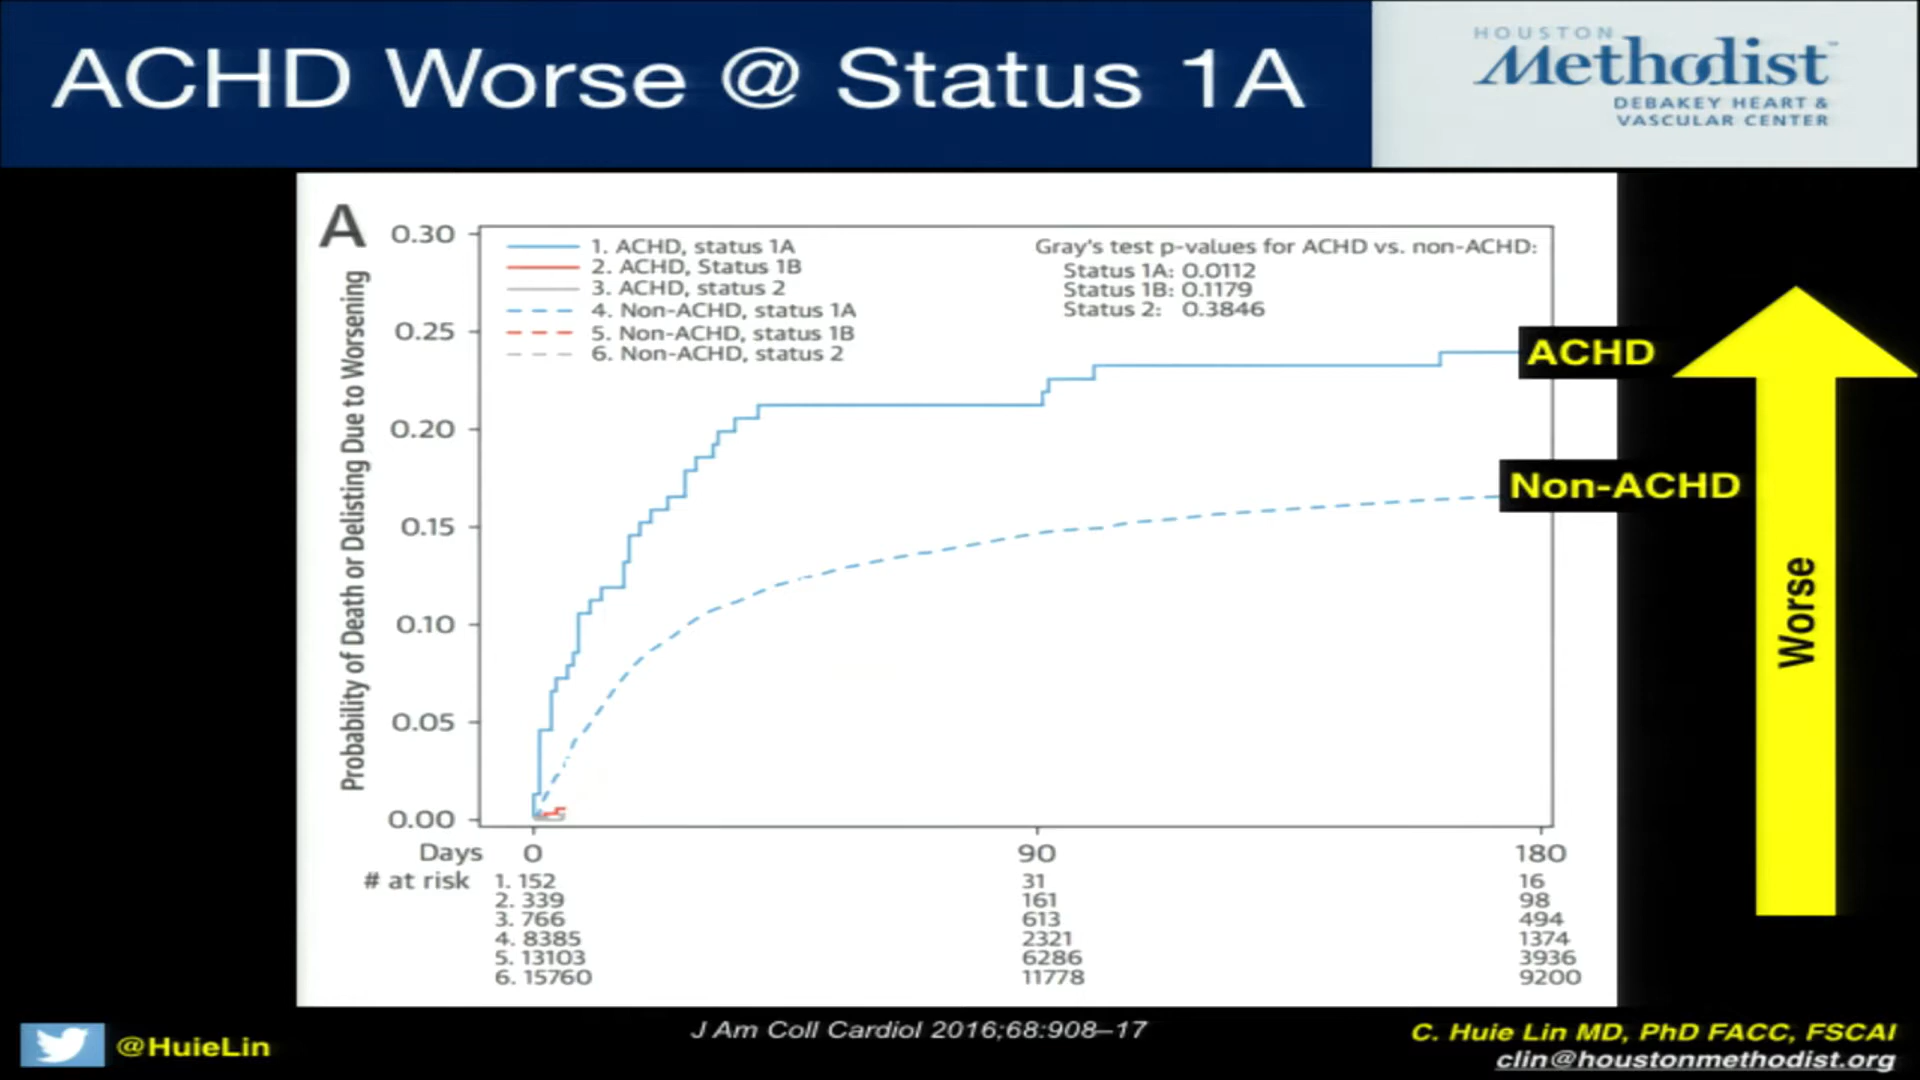 ACHD Worse @ Status 1A
HOUSTON
Methodist
DEBAKEY HEART &
VASCULAR CENTER
A
Probability of Death or Delisting Due to Worsening
0.30
0.25
0.20
0.15
0.10
0.05
0.00
1. ACHD, status 1A
2. ACHD, Status 1B
3. ACHD, status 2
4. Non-ACHD, status 1A
5. Non-ACHD, status 1B
6. Non-ACHD, status 2
Gray's test p-values for ACHD vs. non-ACHD:
Status 1A: 0.0112
Status 1B: 0.1179
Status 2: 0.3846
ACHD
Non-ACHD
Worse
Days 0 90 180
# at risk 1. 152 31 16
2. 339 161 98
3. 766 613 494
4. 8385 2321 1374
5. 13103 6286 3936
6. 15760 11778 9200
@HuieLin
J Am Coll Cardiol 2016;68:908–17
C. Huie Lin MD, PhD FACC, FSCAI
clin@houstonmethodist.org